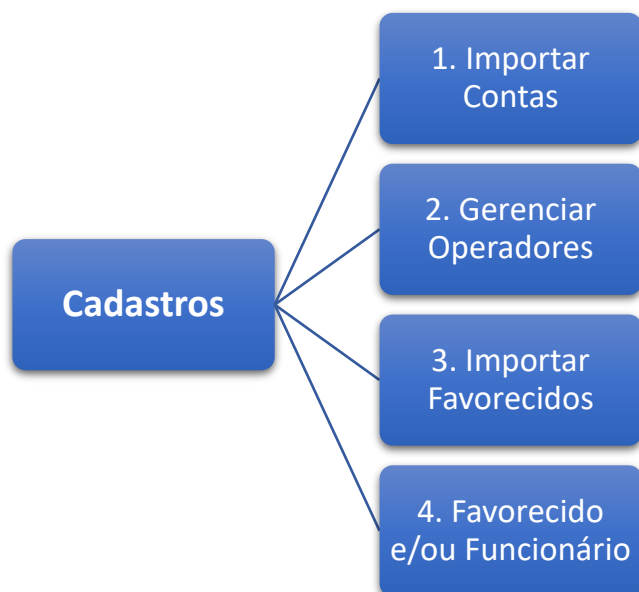 Cadastros
1. Importar
Contas
2. Gerenciar
Operadores
3. Importar
Favorecidos
4. Favorecido
e/ou Funcionário